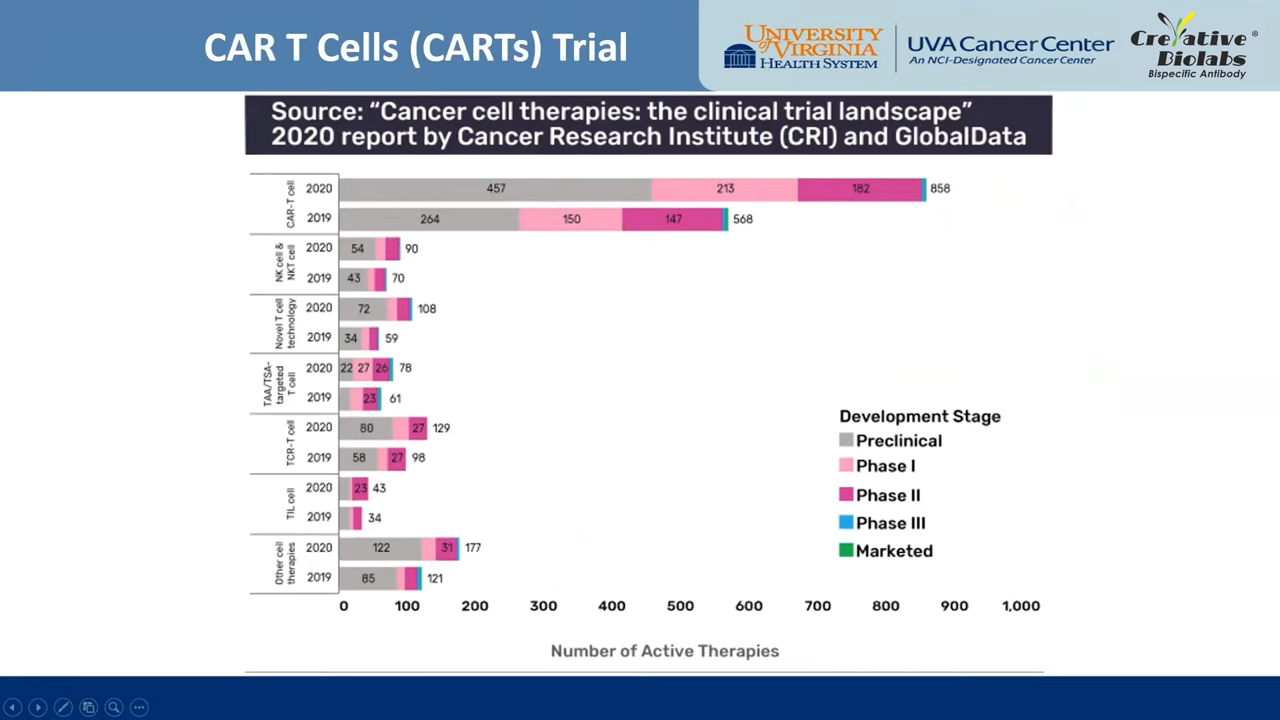 CAR T Cells (CARTs) Trial
UNIVERSITY
of VIRGINIA
HEALTH SYSTEM
UVA Cancer Center
An NCI-Designated Cancer Center
Creative
Biolabs
®
Bispecific Antibody
Source: “Cancer cell therapies: the clinical trial landscape”
2020 report by Cancer Research Institute (CRI) and GlobalData
CAR-T cell
2020 457 213 182 858
2019 264 150 147 568
NK cell &
NKT cell
2020 54 90
2019 43 70
Novel T cell
technology
2020 72 108
2019 34 59
TAA/TSA-
targeted
T cell
2020 22 27 26 78
2019 23 61
TCR-T cell
2020 80 27 129
2019 58 27 98
TIL cell
2020 23 43
2019 34
Other cell
therapies
2020 122 31 177
2019 85 121
Development Stage
Preclinical
Phase I
Phase II
Phase III
Marketed
0 100 200 300 400 500 600 700 800 900 1,000
Number of Active Therapies